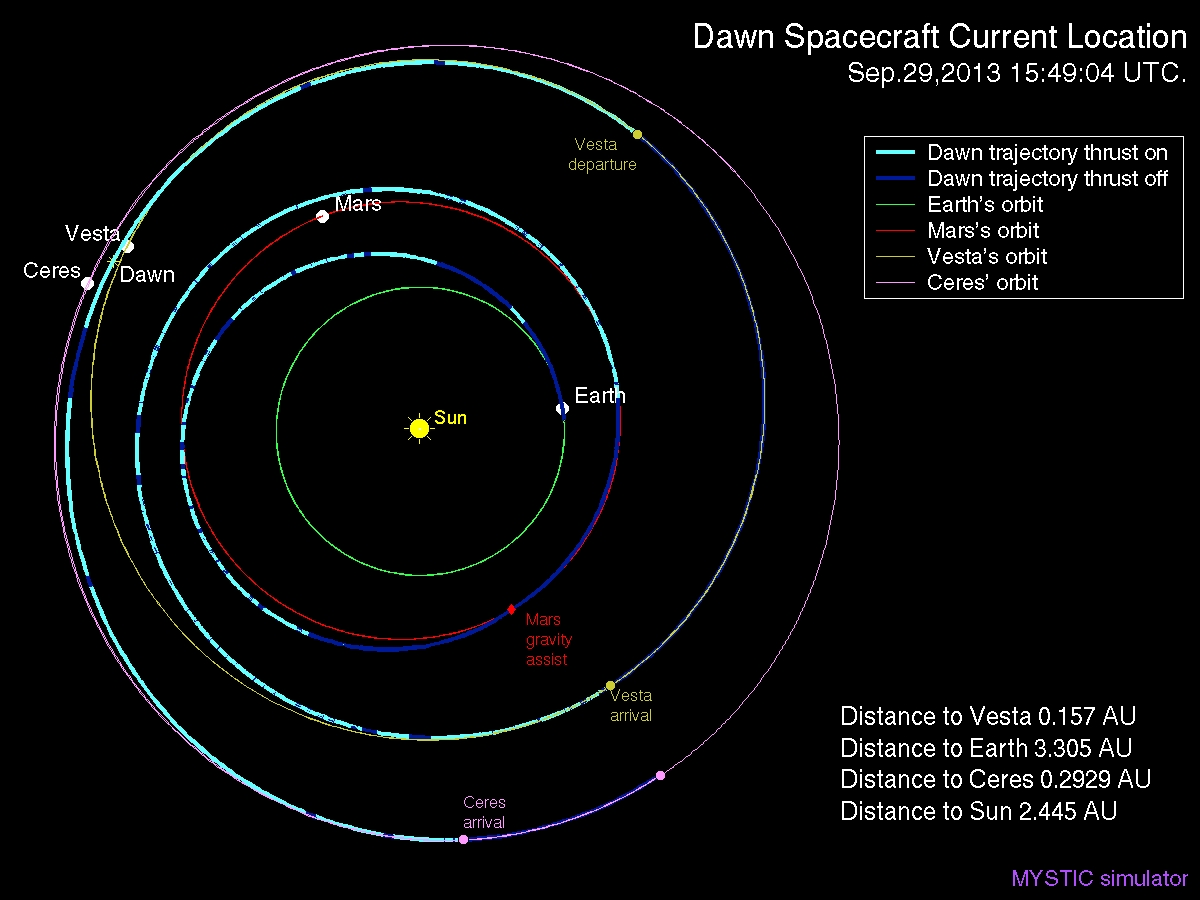 Dawn Spacecraft Current Location
Sep.29,2013 15:49:04 UTC.
Dawn trajectory thrust on
Dawn trajectory thrust off
Earth's orbit
Mars's orbit
Vesta's orbit
Ceres' orbit
Vesta
departure
Mars
Vesta
Ceres
Dawn
Earth
Sun
Mars
gravity
assist
Vesta
arrival
Ceres
arrival
Distance to Vesta 0.157 AU
Distance to Earth 3.305 AU
Distance to Ceres 0.2929 AU
Distance to Sun 2.445 AU
MYSTIC simulator